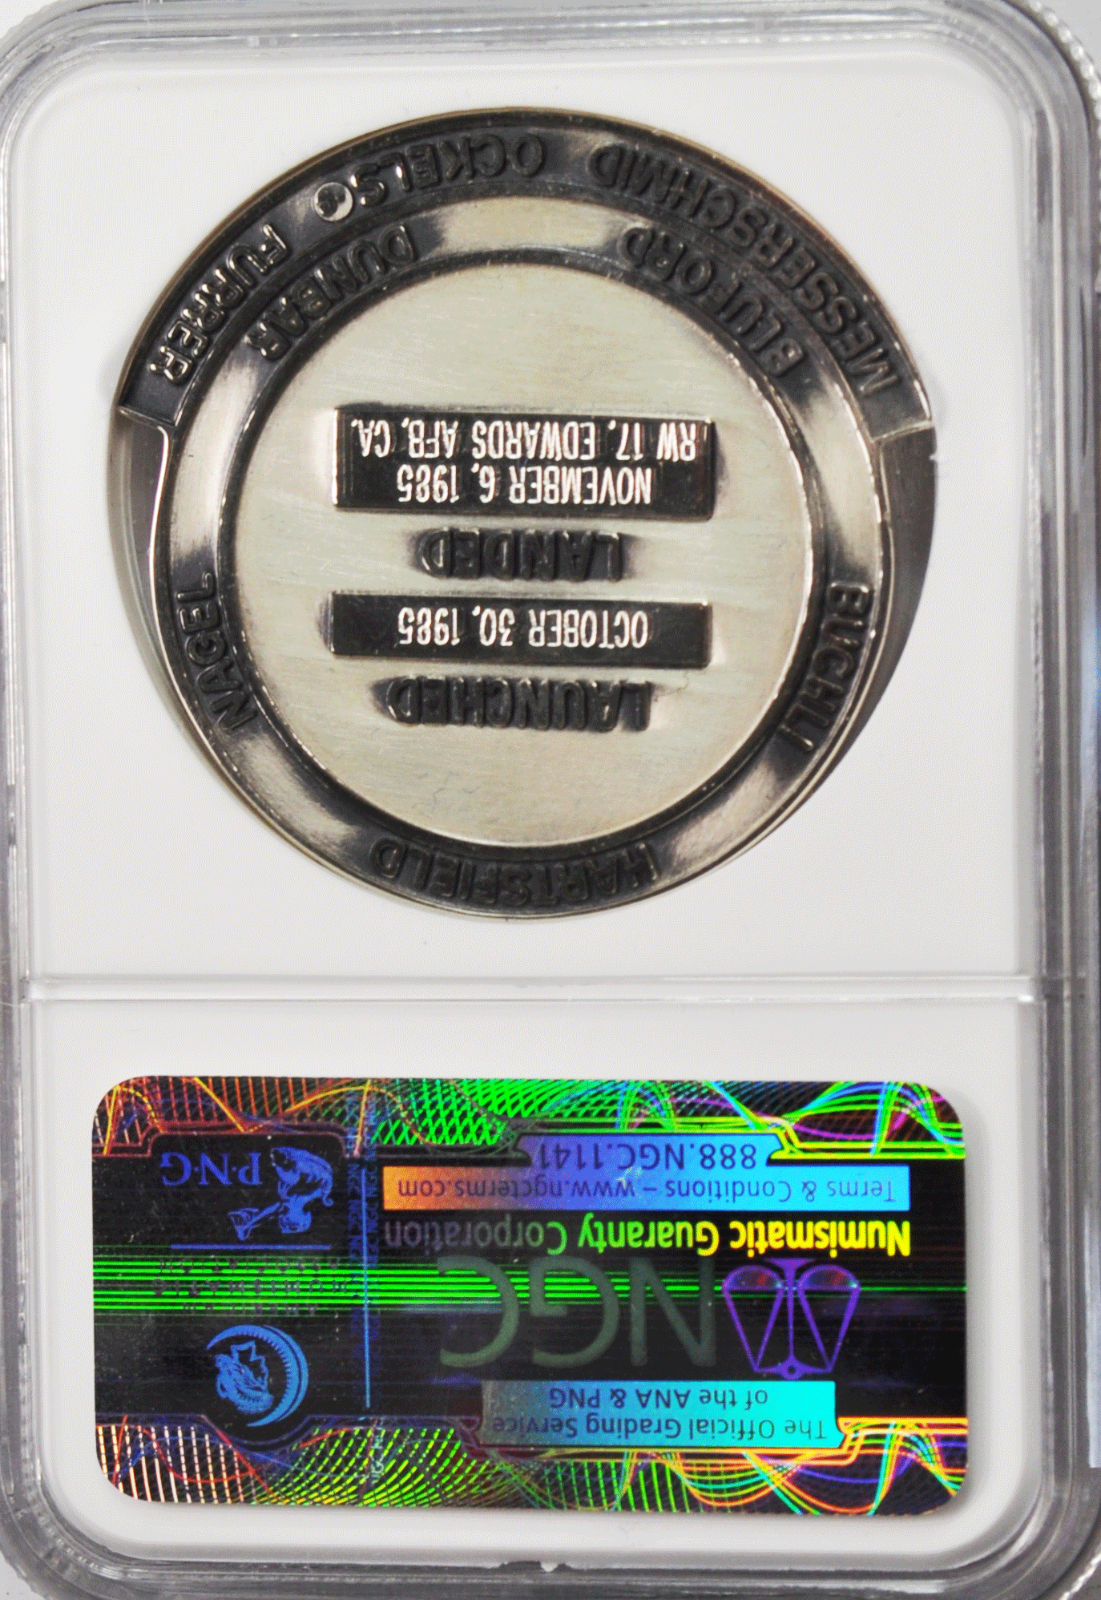 The Official Grading Service
of the ANA & PNG
NGC
Numismatic Guaranty Corporation
Terms & Conditions – www.ngcterms.com
888.NGC.1141
P·N·G
HARTSFIELD
NAGEL
BUCHLI
LAUNCHED
OCTOBER 30, 1985
LANDED
NOVEMBER 6, 1985
RW 17, EDWARDS AFB, CA.
BLUFORD
DUNBAR
MESSERSCHMID
OCKELS
FURRER